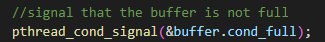 //signal that the buffer is not full
pthread_cond_signal(&buffer.cond_full);